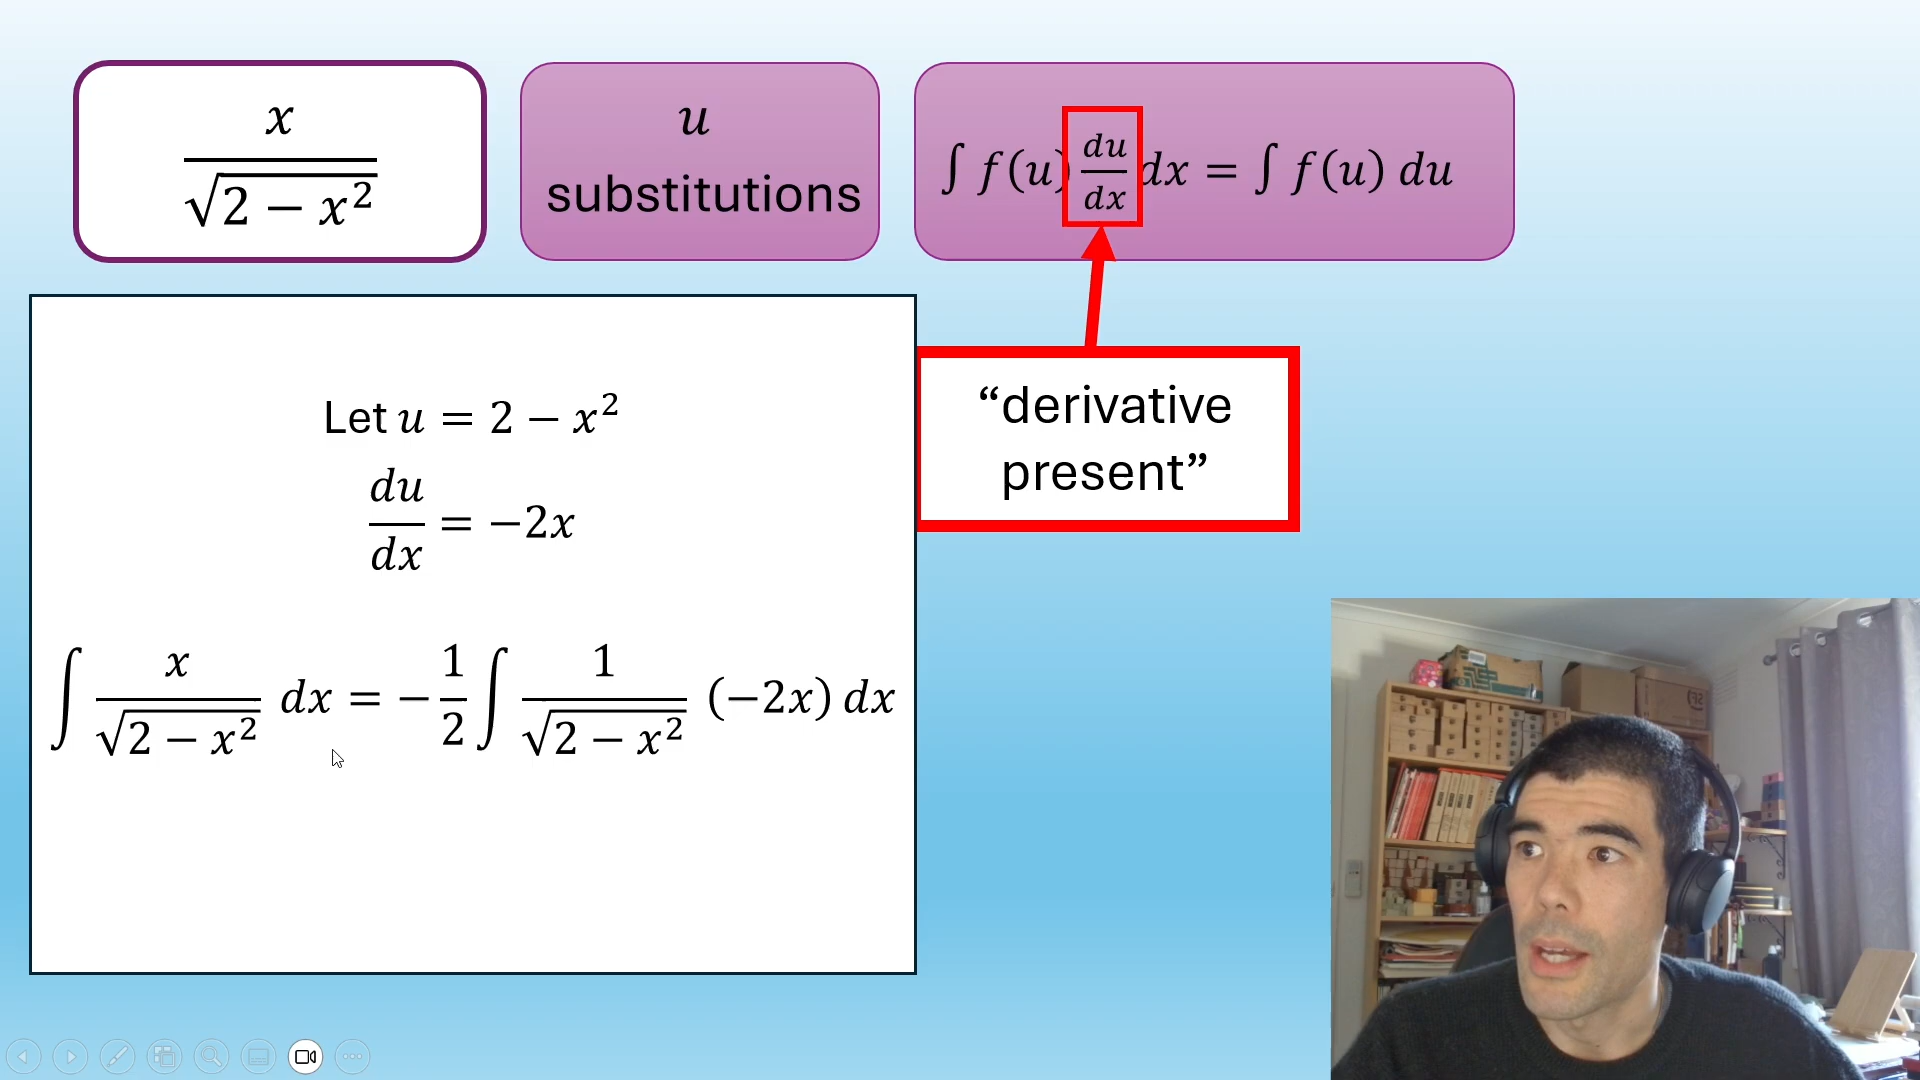 x
√(2 − x²)
u
substitutions
∫ f(u) du/dx dx = ∫ f(u) du
“derivative
present”
Let u = 2 − x²
du/dx = −2x
∫ x/√(2 − x²) dx = −1/2 ∫ 1/√(2 − x²) (−2x) dx